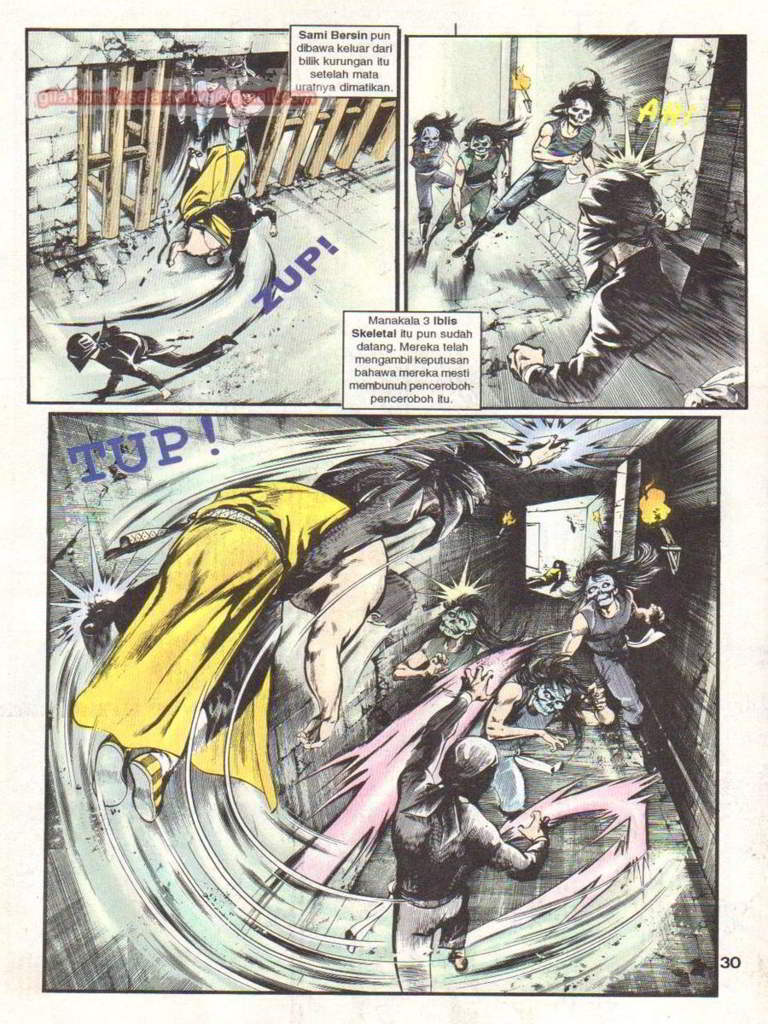 Sami Bersin pun
dibawa keluar dari
bilik kurungan itu
setelah mata
uratnya dimatikan.
ZUP!
AH!
Manakala 3 Iblis
Skeletal itu pun sudah
datang. Mereka telah
mengambil keputusan
bahawa mereka mesti
membunuh penceroboh-
penceroboh itu.
TUP!
30